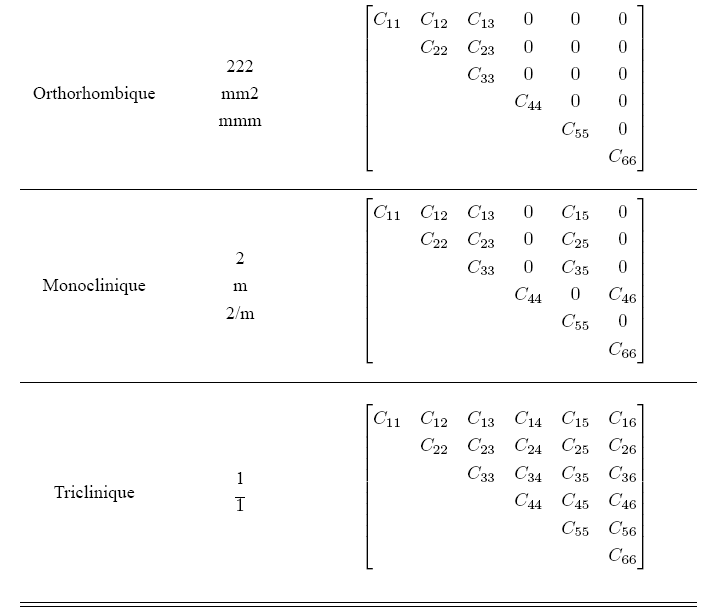 Orthorhombique
222
mm2
mmm
C₁₁ C₁₂ C₁₃ 0 0 0
C₂₂ C₂₃ 0 0 0
C₃₃ 0 0 0
C₄₄ 0 0
C₅₅ 0
C₆₆
Monoclinique
2
m
2/m
C₁₁ C₁₂ C₁₃ 0 C₁₅ 0
C₂₂ C₂₃ 0 C₂₅ 0
C₃₃ 0 C₃₅ 0
C₄₄ 0 C₄₆
C₅₅ 0
C₆₆
Triclinique
1
1̅
C₁₁ C₁₂ C₁₃ C₁₄ C₁₅ C₁₆
C₂₂ C₂₃ C₂₄ C₂₅ C₂₆
C₃₃ C₃₄ C₃₅ C₃₆
C₄₄ C₄₅ C₄₆
C₅₅ C₅₆
C₆₆